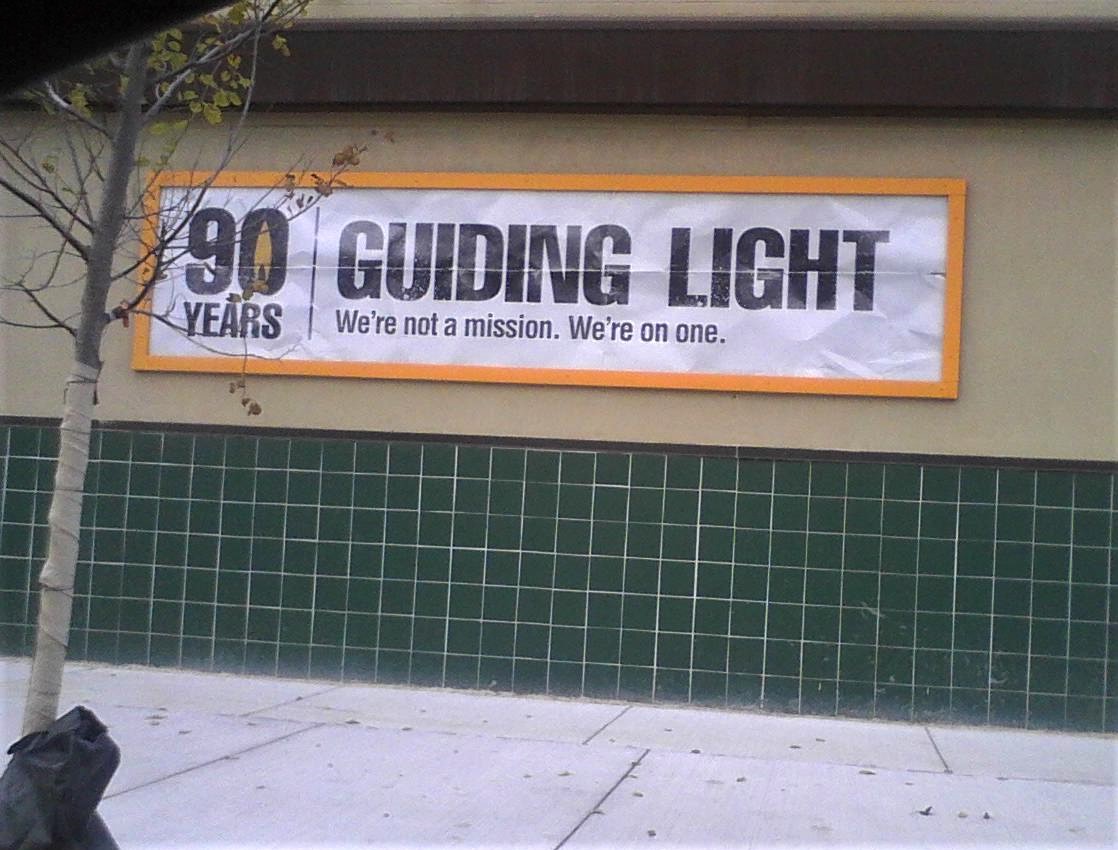 90
YEARS
GUIDING LIGHT
We're not a mission. We're on one.